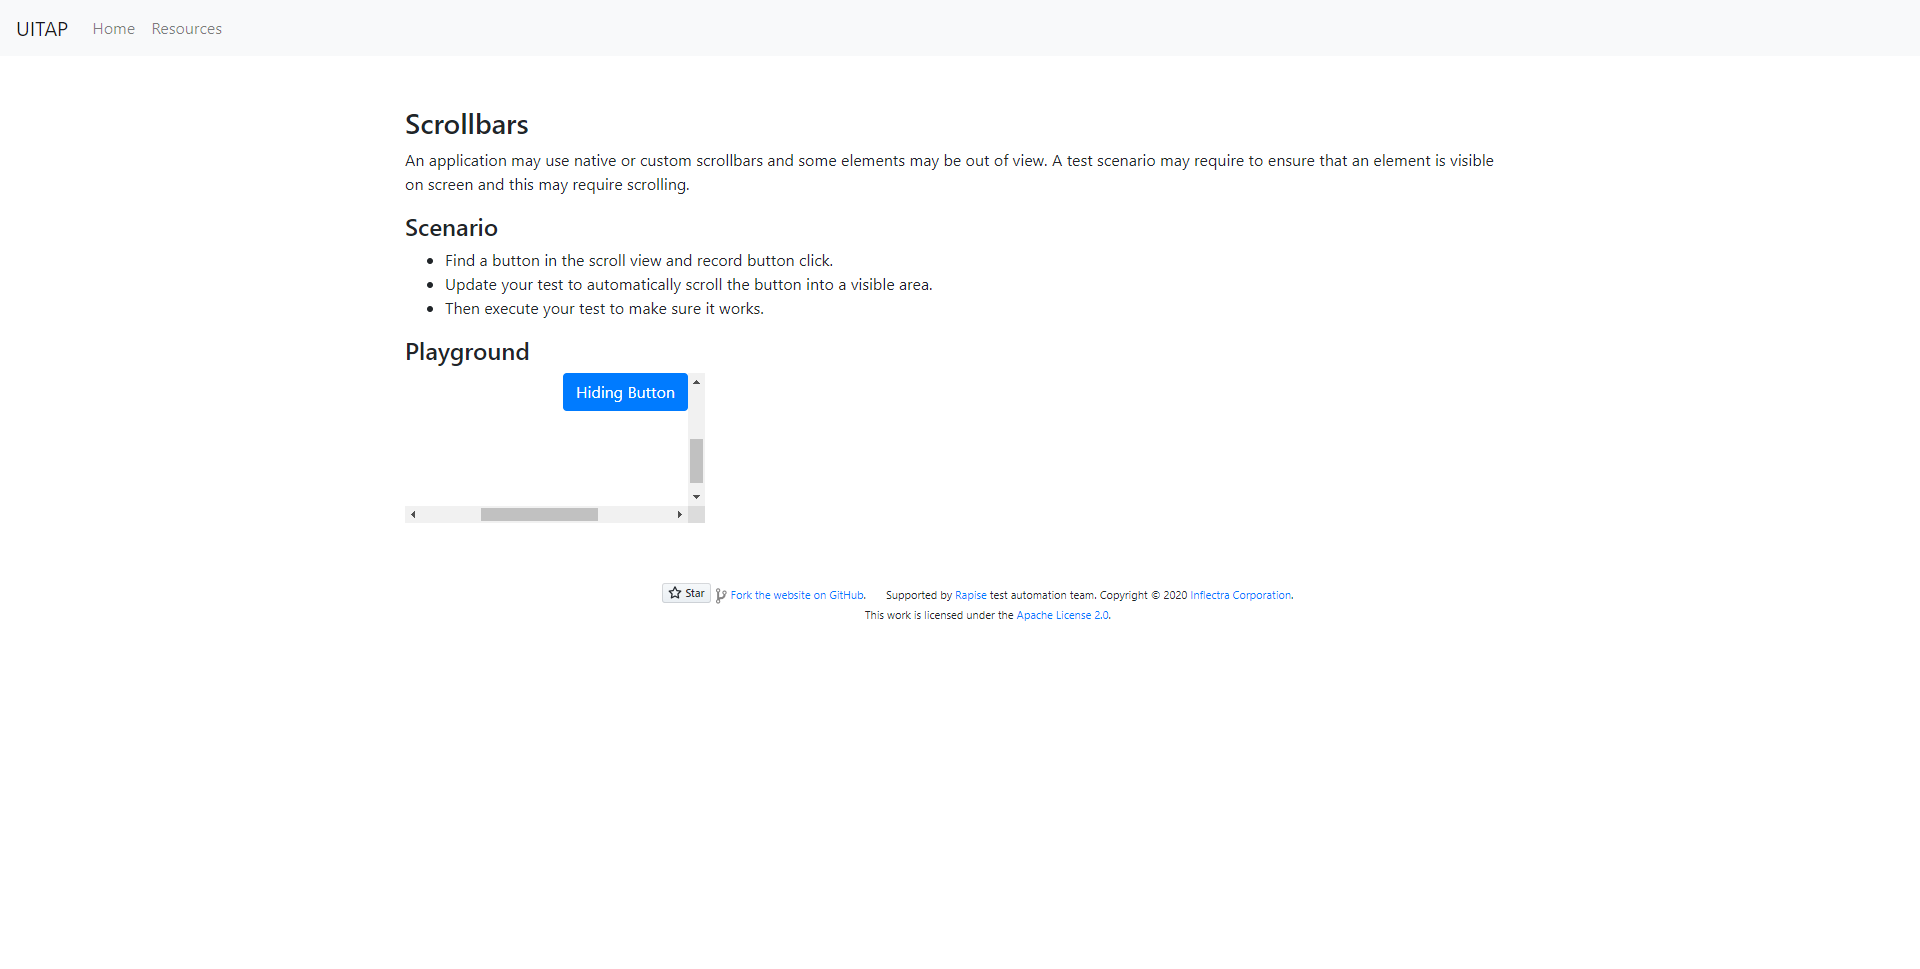 UITAP Home Resources
Scrollbars
An application may use native or custom scrollbars and some elements may be out of view. A test scenario may require to ensure that an element is visible
on screen and this may require scrolling.
Scenario
Find a button in the scroll view and record button click.
Update your test to automatically scroll the button into a visible area.
Then execute your test to make sure it works.
Playground
Hiding Button
Star Fork the website on GitHub. Supported by Rapise test automation team. Copyright © 2020 Inflectra Corporation.
This work is licensed under the Apache License 2.0.